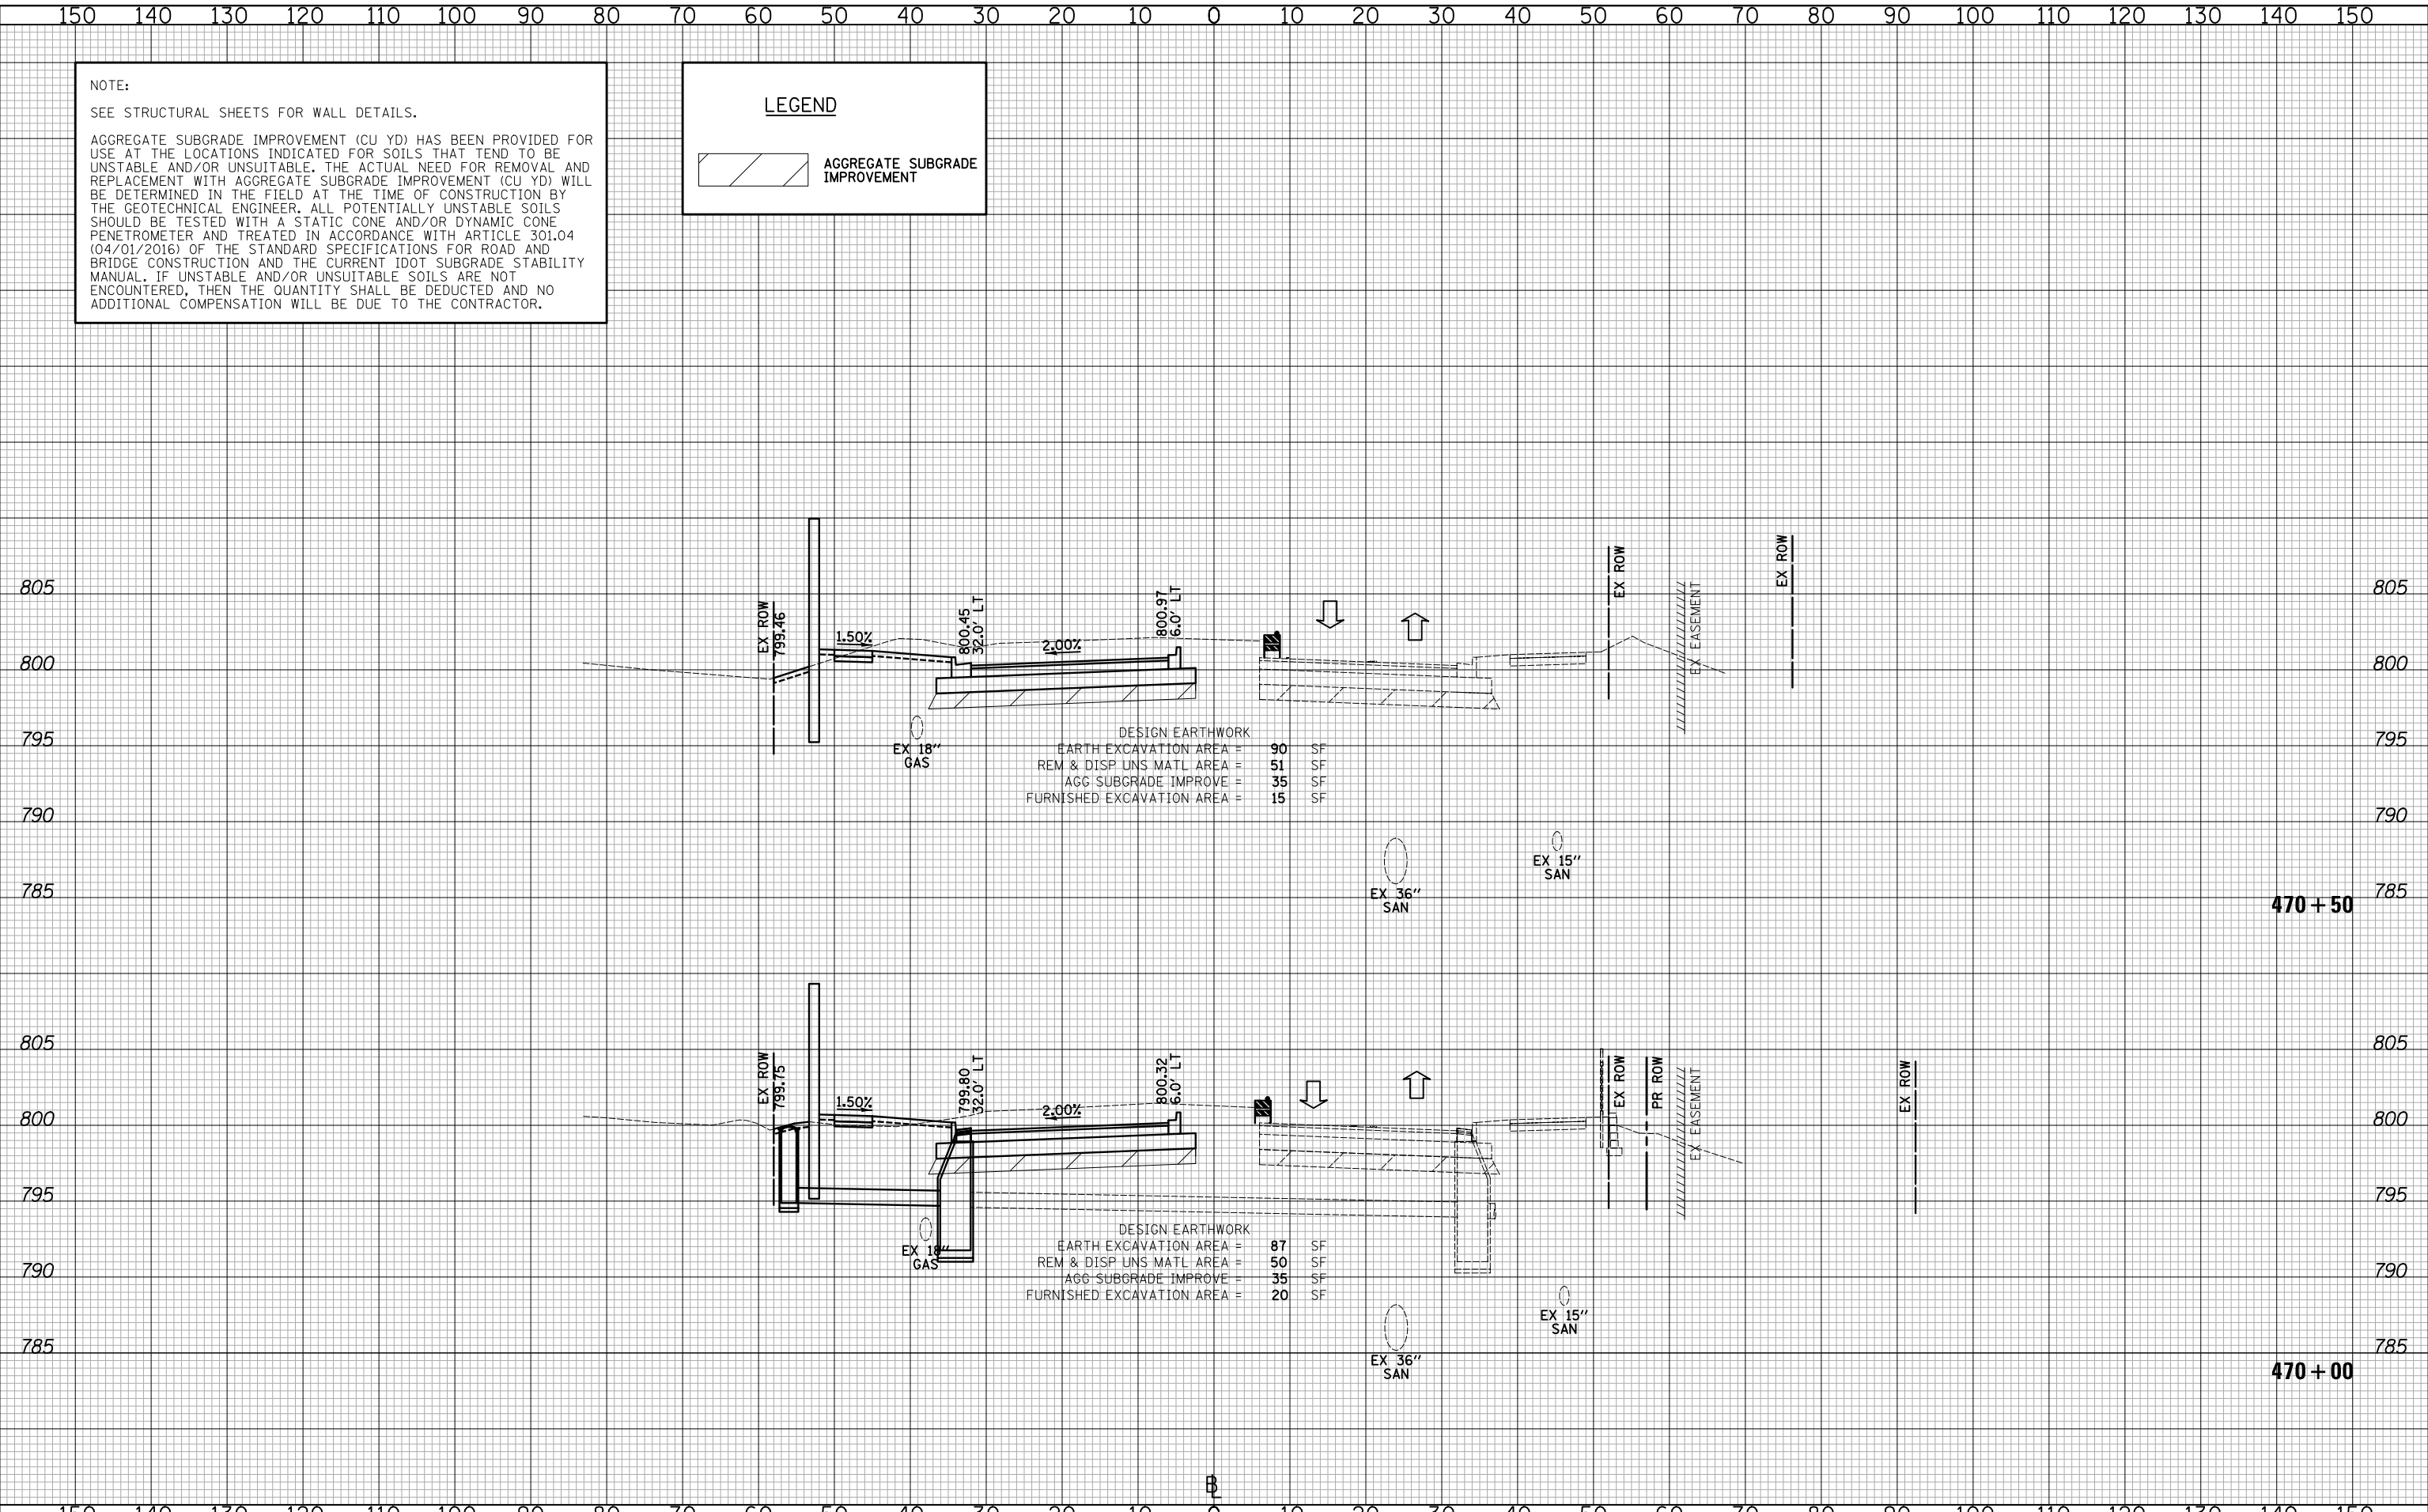 150 140 130 120 110 100 90 80 70 60 50 40 30 20 10 0 10 20 30 40 50 60 70 80 90 100 110 120 130 140 150
NOTE:
SEE STRUCTURAL SHEETS FOR WALL DETAILS.
AGGREGATE SUBGRADE IMPROVEMENT (CU YD) HAS BEEN PROVIDED FOR
USE AT THE LOCATIONS INDICATED FOR SOILS THAT TEND TO BE
UNSTABLE AND/OR UNSUITABLE. THE ACTUAL NEED FOR REMOVAL AND
REPLACEMENT WITH AGGREGATE SUBGRADE IMPROVEMENT (CU YD) WILL
BE DETERMINED IN THE FIELD AT THE TIME OF CONSTRUCTION BY
THE GEOTECHNICAL ENGINEER. ALL POTENTIALLY UNSTABLE SOILS
SHOULD BE TESTED WITH A STATIC CONE AND/OR DYNAMIC CONE
PENETROMETER AND TREATED IN ACCORDANCE WITH ARTICLE 301.04
(04/01/2016) OF THE STANDARD SPECIFICATIONS FOR ROAD AND
BRIDGE CONSTRUCTION AND THE CURRENT IDOT SUBGRADE STABILITY
MANUAL. IF UNSTABLE AND/OR UNSUITABLE SOILS ARE NOT
ENCOUNTERED, THEN THE QUANTITY SHALL BE DEDUCTED AND NO
ADDITIONAL COMPENSATION WILL BE DUE TO THE CONTRACTOR.
LEGEND
AGGREGATE SUBGRADE
IMPROVEMENT
805 805
800 800
795 795
790 790
785 785
EX ROW
799.46
1.50%
800.45
32.0' LT
2.00%
800.97
6.0' LT
EX ROW
EX EASEMENT
EX ROW
EX 18"
GAS
DESIGN EARTHWORK
EARTH EXCAVATION AREA = 90 SF
REM & DISP UNS MATL AREA = 51 SF
AGG SUBGRADE IMPROVE = 35 SF
FURNISHED EXCAVATION AREA = 15 SF
EX 36"
SAN
EX 15"
SAN
470+50
805 805
800 800
795 795
790 790
785 785
EX ROW
799.75
1.50%
799.80
32.0' LT
2.00%
800.32
6.0' LT
EX ROW
PR ROW
EX EASEMENT
EX ROW
EX 18"
GAS
DESIGN EARTHWORK
EARTH EXCAVATION AREA = 87 SF
REM & DISP UNS MATL AREA = 50 SF
AGG SUBGRADE IMPROVE = 35 SF
FURNISHED EXCAVATION AREA = 20 SF
EX 36"
SAN
EX 15"
SAN
470+00
BL
150 140 130 120 110 100 90 80 70 60 50 40 30 20 10 0 10 20 30 40 50 60 70 80 90 100 110 120 130 140 150